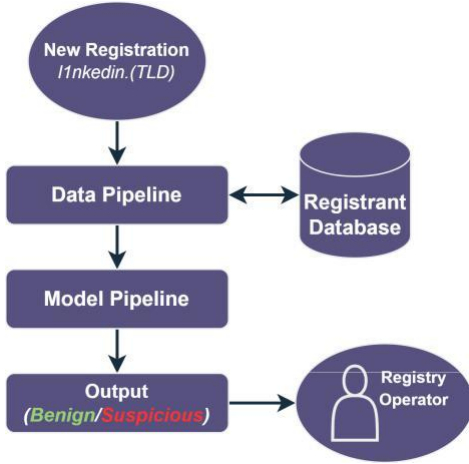 New Registration
l1nkedin.(TLD)
Data Pipeline
Registrant
Database
Model Pipeline
Output
(Benign/Suspicious)
Registry
Operator